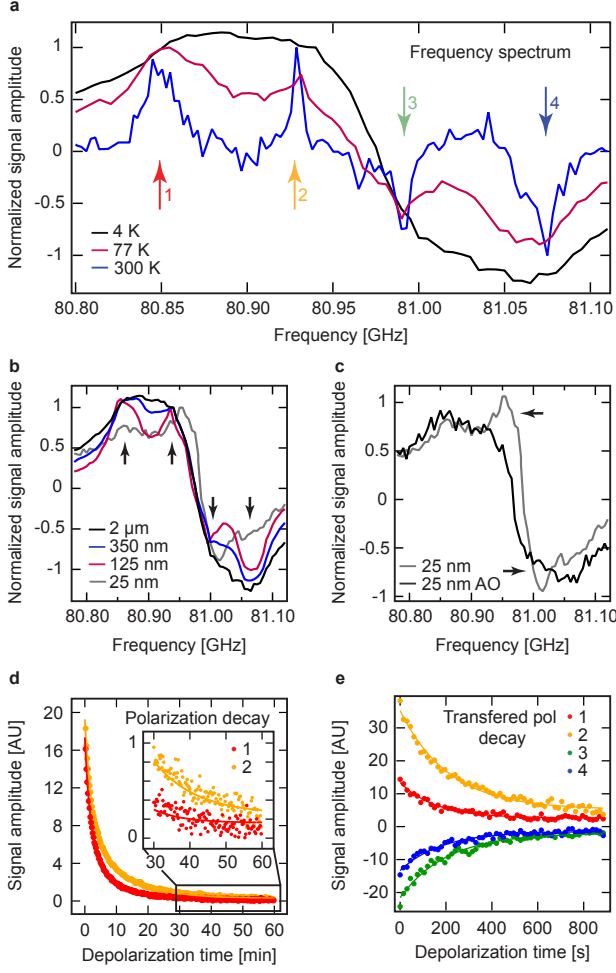 a
Normalized signal amplitude
1
0.5
0
-0.5
-1
Frequency spectrum
1
2
3
4
4 K
77 K
300 K
80.80
80.85
80.90
80.95
81.00
81.05
81.10
Frequency [GHz]
b
Normalized signal amplitude
1
0.5
0
-0.5
-1
2 µm
350 nm
125 nm
25 nm
80.80
80.90
81.00
81.10
Frequency [GHz]
c
Normalized signal amplitude
1
0.5
0
-0.5
-1
25 nm
25 nm AO
80.80
80.90
81.00
81.10
Frequency [GHz]
d
Signal amplitude [AU]
20
16
12
8
4
0
Polarization decay
1
0
1
2
30
40
50
60
0
10
20
30
40
50
60
Depolarization time [min]
e
Signal amplitude [AU]
30
20
10
0
-10
-20
Transfered pol
decay
1
2
3
4
0
200
400
600
800
Depolarization time [s]